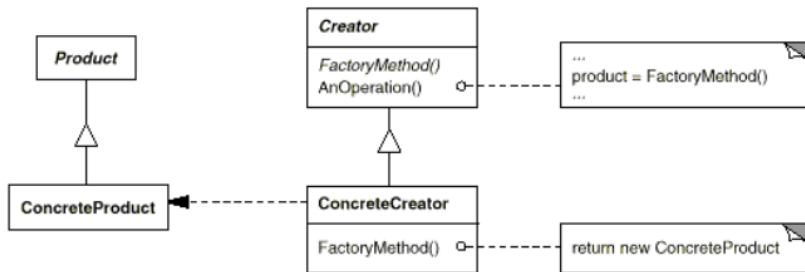 Creator
Product
FactoryMethod()
AnOperation()
...
product = FactoryMethod()
...
ConcreteProduct
ConcreteCreator
FactoryMethod()
return new ConcreteProduct